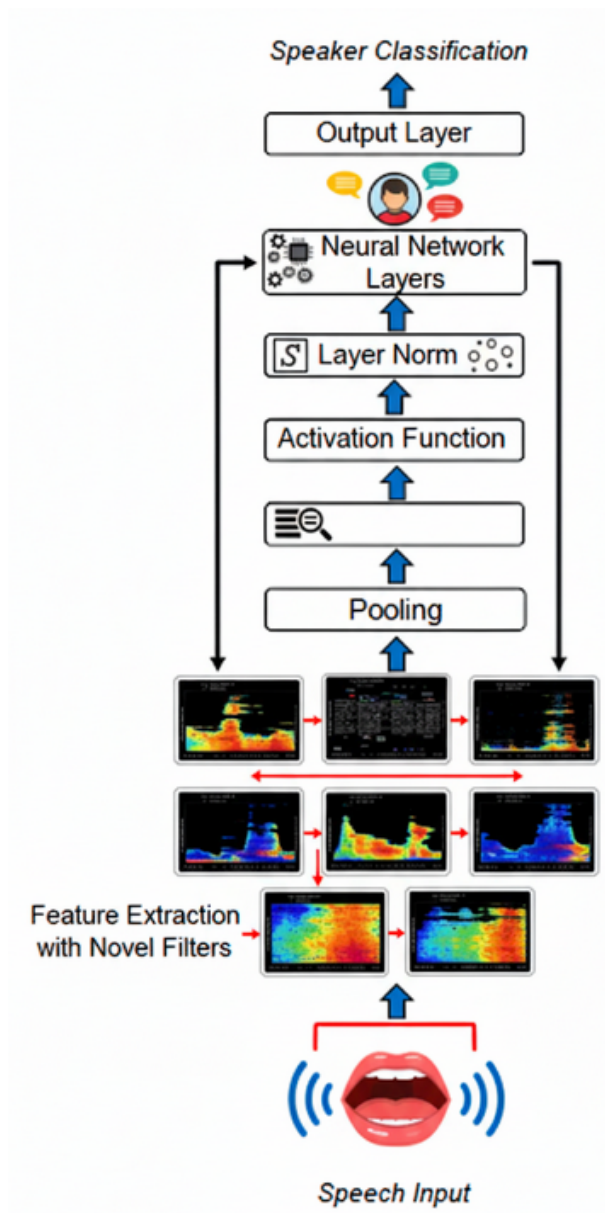 Speaker Classification
Output Layer
Neural Network
Layers
S Layer Norm
Activation Function
Pooling
Feature Extraction
with Novel Filters
Speech Input